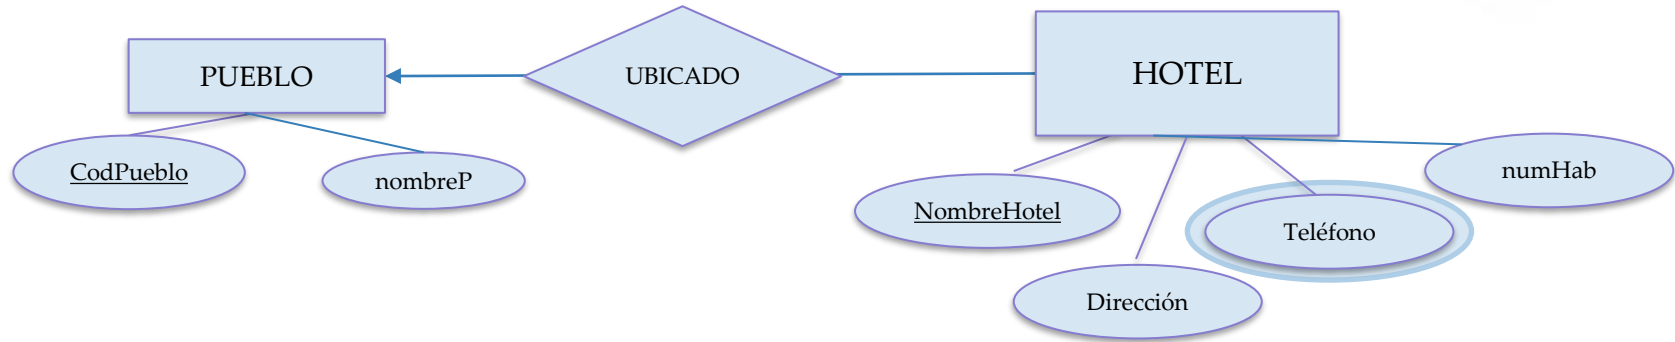 PUEBLO
UBICADO
HOTEL
CodPueblo
nombreP
NombreHotel
Dirección
Teléfono
numHab